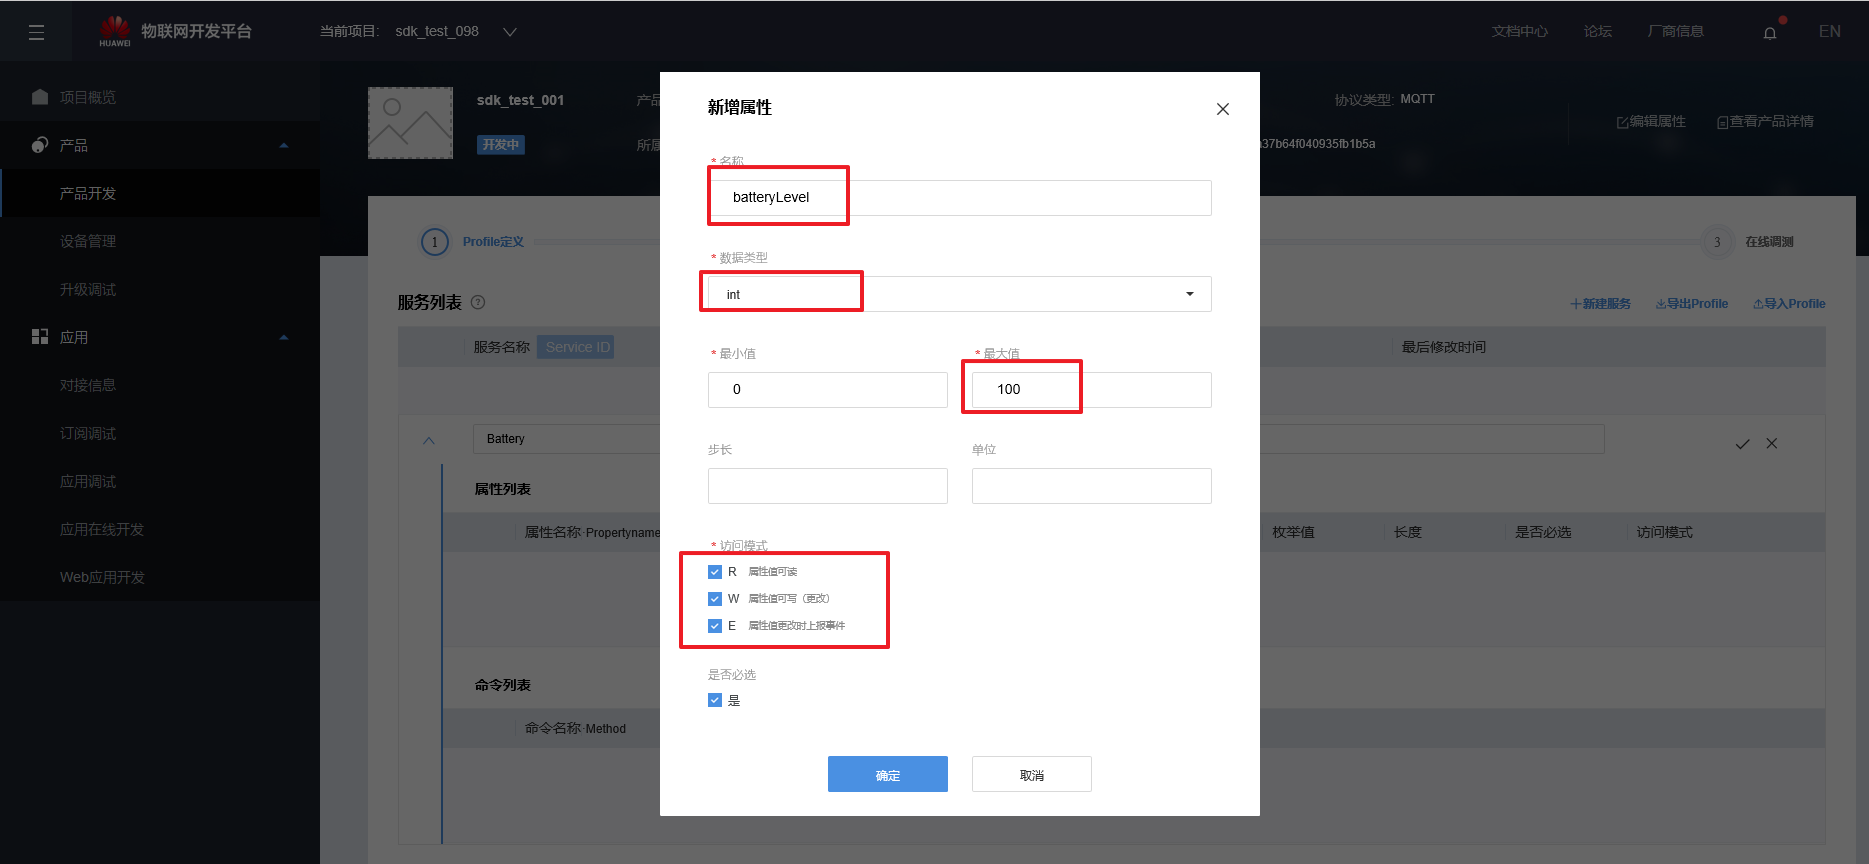 HUAWEI 物联网开发平台 当前项目: sdk_test_098 文档中心 论坛 厂商信息 EN
项目概览
产品
产品开发
设备管理
升级调试
应用
对接信息
订阅调试
应用调试
应用在线开发
Web应用开发
sdk_test_001 产品 协议类型: MQTT
开发中 所属 a37b64f040935fb1b5a 编辑属性 查看产品详情
1 Profile定义 3 在线调测
服务列表 ? 新建服务 导出Profile 导入Profile
服务名称 Service ID 最后修改时间
Battery
属性列表
属性名称-Propertyname 枚举值 长度 是否必选 访问模式
命令列表
命令名称-Method
新增属性
* 名称
batteryLevel
* 数据类型
int
* 最小值 * 最大值
0 100
步长 单位
* 访问模式
R 属性值可读
W 属性值可写（更改）
E 属性值更改时上报事件
是否必选
是
确定 取消